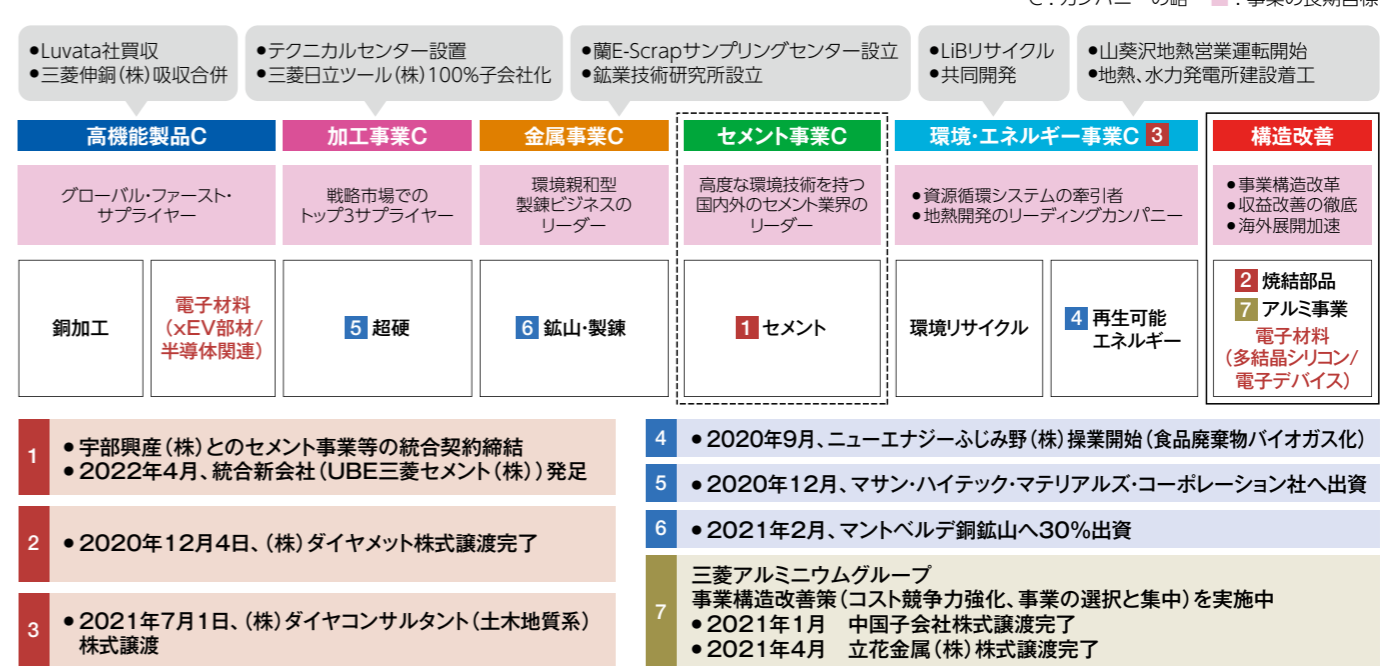 C：カンパニーの略　■：事業の長期目標
●Luvata社買収
●三菱伸銅（株）吸収合併
●テクニカルセンター設置
●三菱日立ツール（株）100%子会社化
●蘭E-Scrapサンプリングセンター設立
●鉱業技術研究所設立
●LiBリサイクル
●共同開発
●山葵沢地熱営業運転開始
●地熱、水力発電所建設着工
高機能製品C
加工事業C
金属事業C
セメント事業C
環境・エネルギー事業C 3
構造改善
グローバル・ファースト・
サプライヤー
戦略市場での
トップ3サプライヤー
環境親和型
製錬ビジネスの
リーダー
高度な環境技術を持つ
国内外のセメント業界の
リーダー
●資源循環システムの牽引者
●地熱開発のリーディングカンパニー
●事業構造改革
●収益改善の徹底
●海外展開加速
銅加工
電子材料
（xEV部材/
半導体関連）
5 超硬
6 鉱山・製錬
1 セメント
環境リサイクル
4 再生可能
エネルギー
2 焼結部品
7 アルミ事業
電子材料
（多結晶シリコン/
電子デバイス）
1
●宇部興産（株）とのセメント事業等の統合契約締結
●2022年4月、統合新会社（UBE三菱セメント（株））発足
2
●2020年12月4日、（株）ダイヤメット株式譲渡完了
3
●2021年7月1日、（株）ダイヤコンサルタント（土木地質系）
株式譲渡
4
●2020年9月、ニューエナジーふじみ野（株）操業開始（食品廃棄物バイオガス化）
5
●2020年12月、マサン・ハイテック・マテリアルズ・コーポレーション社へ出資
6
●2021年2月、マントベルデ銅鉱山へ30%出資
7
三菱アルミニウムグループ
事業構造改善策（コスト競争力強化、事業の選択と集中）を実施中
●2021年1月　中国子会社株式譲渡完了
●2021年4月　立花金属（株）株式譲渡完了